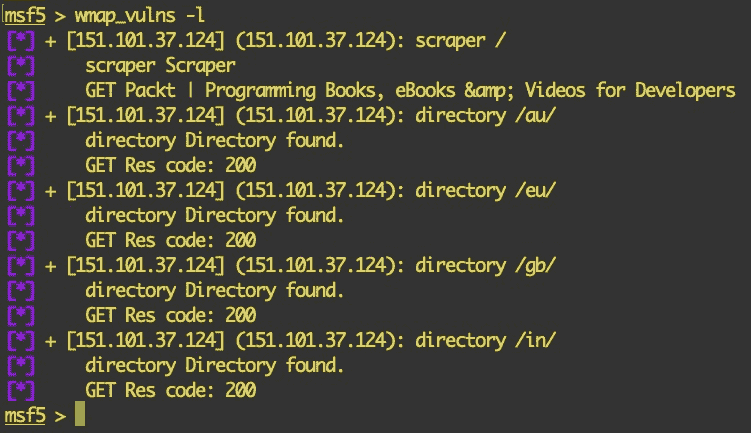 msf5 > wmap_vulns -l
[*] + [151.101.37.124] (151.101.37.124): scraper /
[*] scraper Scraper
[*] GET Packt | Programming Books, eBooks &amp; Videos for Developers
[*] + [151.101.37.124] (151.101.37.124): directory /au/
[*] directory Directory found.
[*] GET Res code: 200
[*] + [151.101.37.124] (151.101.37.124): directory /eu/
[*] directory Directory found.
[*] GET Res code: 200
[*] + [151.101.37.124] (151.101.37.124): directory /gb/
[*] directory Directory found.
[*] GET Res code: 200
[*] + [151.101.37.124] (151.101.37.124): directory /in/
[*] directory Directory found.
[*] GET Res code: 200
msf5 >